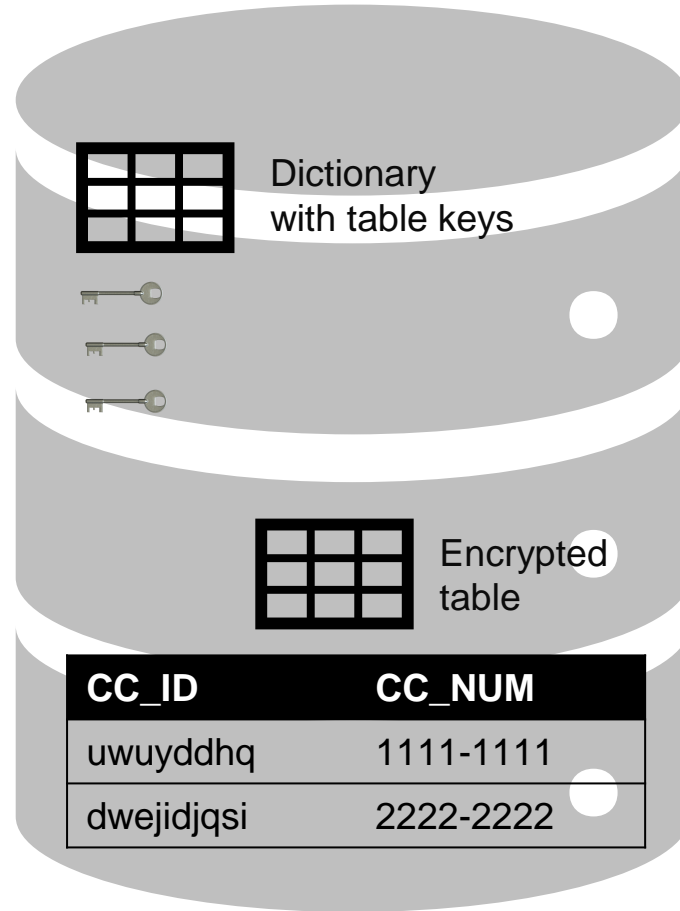 Dictionary
with table keys
Encrypted
table
CC_ID CC_NUM
uwuyddhq 1111-1111
dwejidjqsi 2222-2222